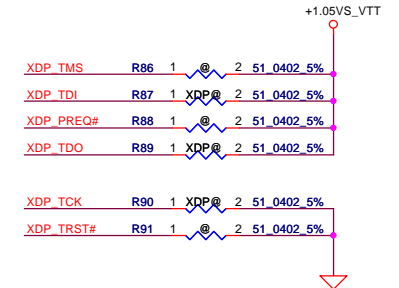 +1.05VS_VTT
XDP_TMS R86 1 @ 2 51_0402_5%
XDP_TDI R87 1 XDP@ 2 51_0402_5%
XDP_PREQ# R88 1 @ 2 51_0402_5%
XDP_TDO R89 1 XDP@ 2 51_0402_5%
XDP_TCK R90 1 XDP@ 2 51_0402_5%
XDP_TRST# R91 1 @ 2 51_0402_5%